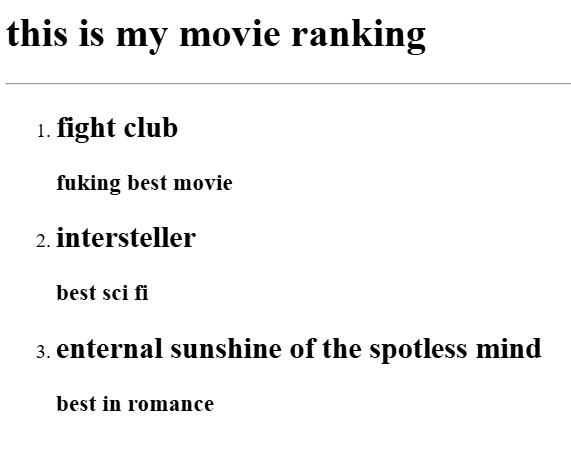 this is my movie ranking
1. fight club
fuking best movie
2. intersteller
best sci fi
3. enternal sunshine of the spotless mind
best in romance